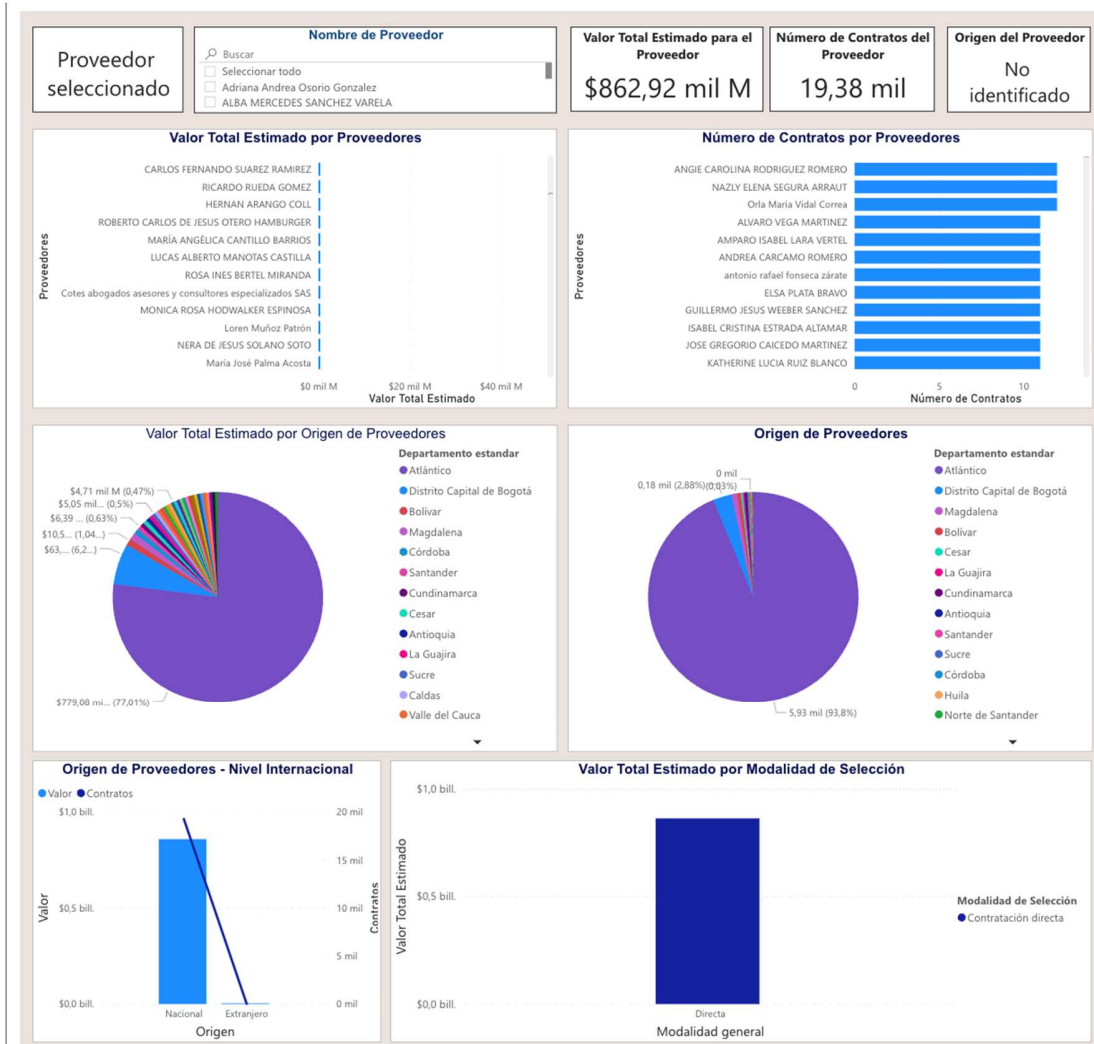 Proveedor
seleccionado
Nombre de Proveedor
Buscar
Seleccionar todo
Adriana Andrea Osorio Gonzalez
ALBA MERCEDES SANCHEZ VARELA
Valor Total Estimado para el
Proveedor
$862,92 mil M
Número de Contratos del
Proveedor
19,38 mil
Origen del Proveedor
No
identificado
Valor Total Estimado por Proveedores
Proveedores
CARLOS FERNANDO SUAREZ RAMIREZ
RICARDO RUEDA GOMEZ
HERNAN ARANGO COLL
ROBERTO CARLOS DE JESUS OTERO HAMBURGER
MARÍA ANGÉLICA CANTILLO BARRIOS
LUCAS ALBERTO MANOTAS CASTILLA
ROSA INES BERTEL MIRANDA
Cotes abogados asesores y consultores especializados SAS
MONICA ROSA HODWALKER ESPINOSA
Loren Muñoz Patrón
NERA DE JESUS SOLANO SOTO
María José Palma Acosta
$0 mil M $20 mil M $40 mil M
Valor Total Estimado
Número de Contratos por Proveedores
Proveedores
ANGIE CAROLINA RODRIGUEZ ROMERO
NAZLY ELENA SEGURA ARRAUT
Orla María Vidal Correa
ALVARO VEGA MARTINEZ
AMPARO ISABEL LARA VERTEL
ANDREA CARCAMO ROMERO
antonio rafael fonseca zárate
ELSA PLATA BRAVO
GUILLERMO JESUS WEEBER SANCHEZ
ISABEL CRISTINA ESTRADA ALTAMAR
JOSE GREGORIO CAICEDO MARTINEZ
KATHERINE LUCIA RUIZ BLANCO
0 5 10
Número de Contratos
Valor Total Estimado por Origen de Proveedores
$4,71 mil M (0,47%)
$5,05 mil... (0,5%)
$6,39 ... (0,63%)
$10,5... (1,04...)
$63,... (6,2...)
$779,08 mi... (77,01%)
Departamento estandar
Atlántico
Distrito Capital de Bogotá
Bolívar
Magdalena
Córdoba
Santander
Cundinamarca
Cesar
Antioquia
La Guajira
Sucre
Caldas
Valle del Cauca
Origen de Proveedores
0 mil
0,18 mil (2,88%)
(0,03%)
5,93 mil (93,8%)
Departamento estandar
Atlántico
Distrito Capital de Bogotá
Magdalena
Bolívar
Cesar
La Guajira
Cundinamarca
Antioquia
Santander
Sucre
Córdoba
Huila
Norte de Santander
Origen de Proveedores - Nivel Internacional
Valor Contratos
Valor
$1,0 bill.
$0,5 bill.
$0,0 bill.
20 mil
15 mil
10 mil
5 mil
0 mil
Contratos
Nacional Extranjero
Origen
Valor Total Estimado por Modalidad de Selección
Valor Total Estimado
$1,0 bill.
$0,5 bill.
$0,0 bill.
Directa
Modalidad general
Modalidad de Selección
Contratación directa